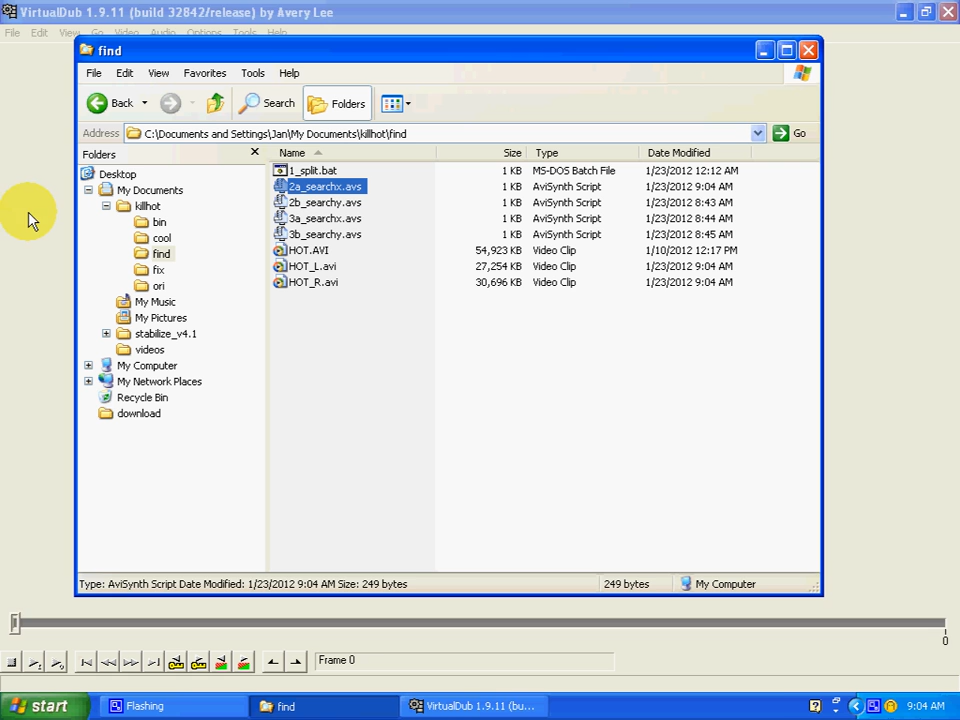 VirtualDub 1.9.11 (build 32842/release) by Avery Lee
File Edit View Go Video Audio Options Tools Help
find
File Edit View Favorites Tools Help
Back Search Folders
Address C:\Documents and Settings\Jan\My Documents\killhot\find Go
Folders
Name Size Type Date Modified
Desktop
My Documents
killhot
bin
cool
find
fix
ori
My Music
My Pictures
stabilize_v4.1
videos
My Computer
My Network Places
Recycle Bin
download
1_split.bat 1 KB MS-DOS Batch File 1/23/2012 12:12 AM
2a_searchx.avs 1 KB AviSynth Script 1/23/2012 9:04 AM
2b_searchy.avs 1 KB AviSynth Script 1/23/2012 8:43 AM
3a_searchx.avs 1 KB AviSynth Script 1/23/2012 8:44 AM
3b_searchy.avs 1 KB AviSynth Script 1/23/2012 8:45 AM
HOT.AVI 54,923 KB Video Clip 1/10/2012 12:17 PM
HOT_L.avi 27,254 KB Video Clip 1/23/2012 9:04 AM
HOT_R.avi 30,696 KB Video Clip 1/23/2012 9:04 AM
Type: AviSynth Script Date Modified: 1/23/2012 9:04 AM Size: 249 bytes 249 bytes My Computer
0
Frame 0
start Flashing find VirtualDub 1.9.11 (bu... 9:04 AM